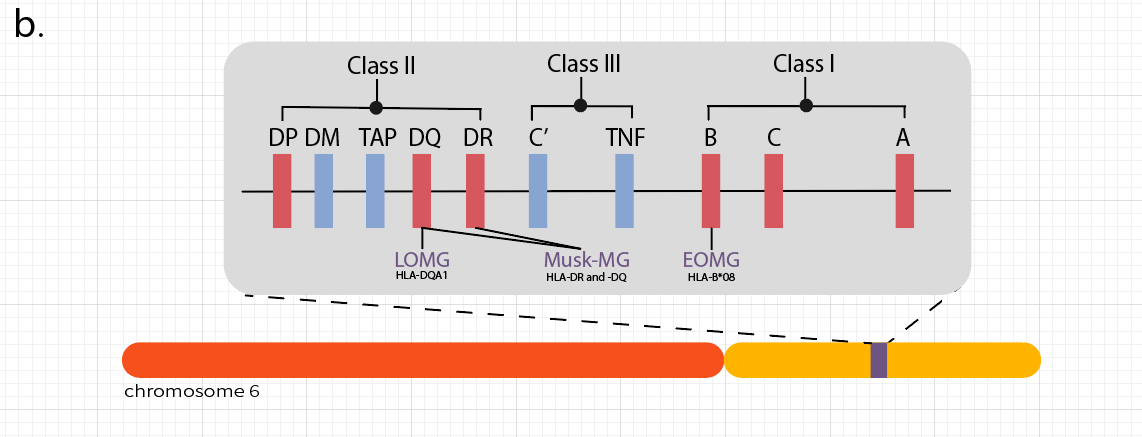 b.
Class II
Class III
Class I
DP DM TAP DQ DR C′ TNF B C A
LOMG
HLA-DQA1
Musk-MG
HLA-DR and -DQ
EOMG
HLA-B*08
chromosome 6